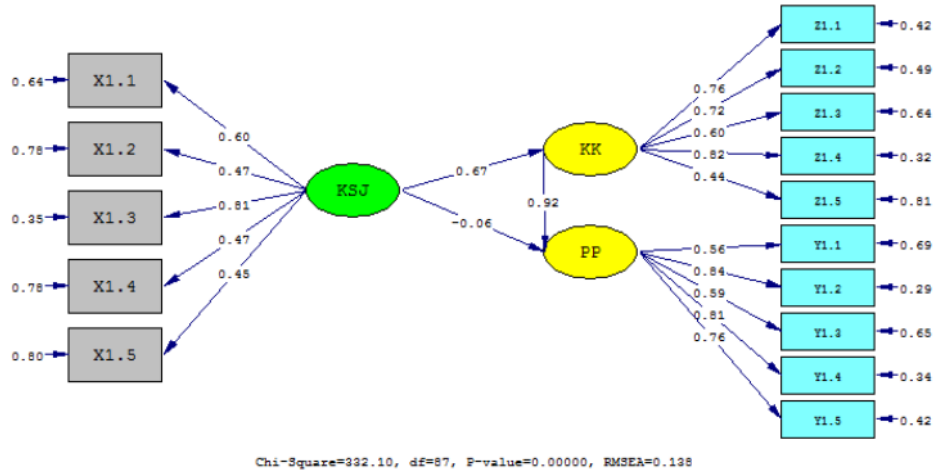 0.64
X1.1
0.78
X1.2
0.35
X1.3
0.78
X1.4
0.80
X1.5
0.60
0.47
0.81
0.47
0.45
KSJ
0.67
-0.06
KK
0.92
PP
0.76
0.72
0.60
0.82
0.44
0.56
0.84
0.59
0.81
0.76
Z1.1
0.42
Z1.2
0.49
Z1.3
0.64
Z1.4
0.32
Z1.5
0.81
Y1.1
0.69
Y1.2
0.29
Y1.3
0.65
Y1.4
0.34
Y1.5
0.42
Chi-Square=332.10, df=87, P-value=0.00000, RMSEA=0.138